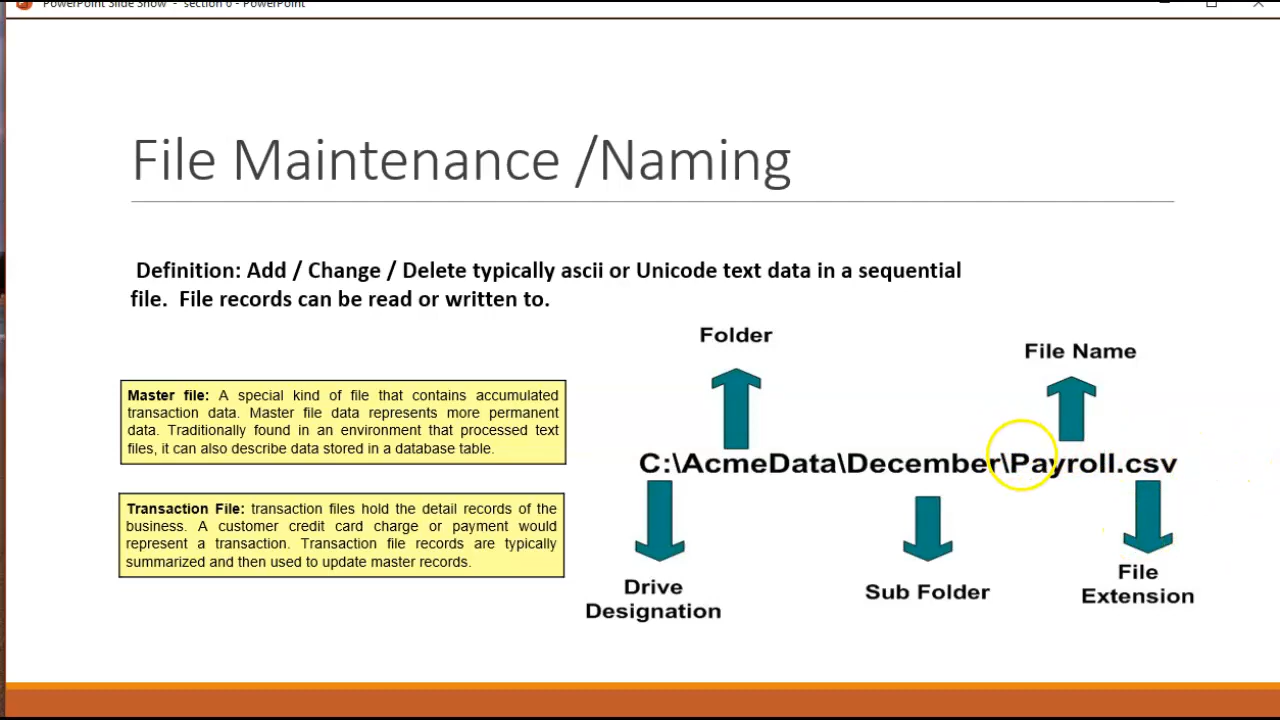 PowerPoint Slide Show - section 6 - PowerPoint
File Maintenance /Naming
Definition: Add / Change / Delete typically ascii or Unicode text data in a sequential
file. File records can be read or written to.
Master file: A special kind of file that contains accumulated
transaction data. Master file data represents more permanent
data. Traditionally found in an environment that processed text
files, it can also describe data stored in a database table.
Transaction File: transaction files hold the detail records of the
business. A customer credit card charge or payment would
represent a transaction. Transaction file records are typically
summarized and then used to update master records.
Folder
File Name
C:\AcmeData\December\Payroll.csv
Drive
Designation
Sub Folder
File
Extension